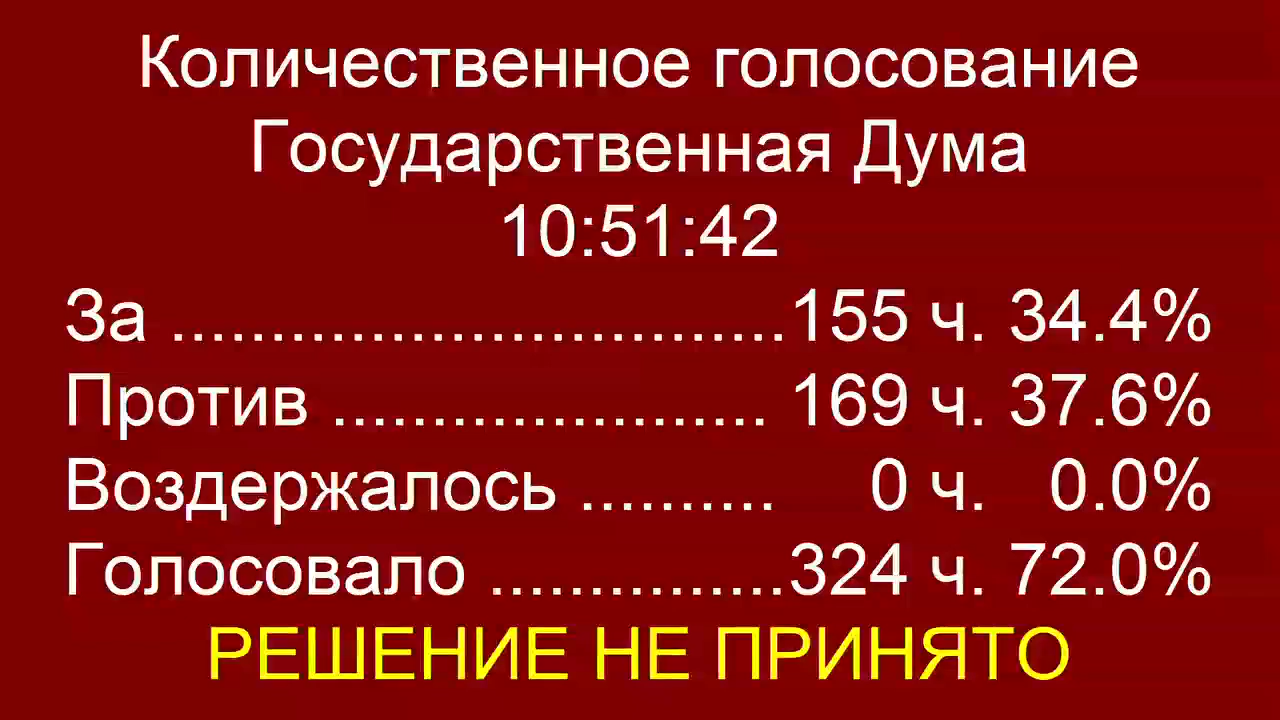 Количественное голосование
Государственная Дума
10:51:42
За ...............................155 ч. 34.4%
Против ...................... 169 ч. 37.6%
Воздержалось .......... 0 ч. 0.0%
Голосовало ...............324 ч. 72.0%
РЕШЕНИЕ НЕ ПРИНЯТО